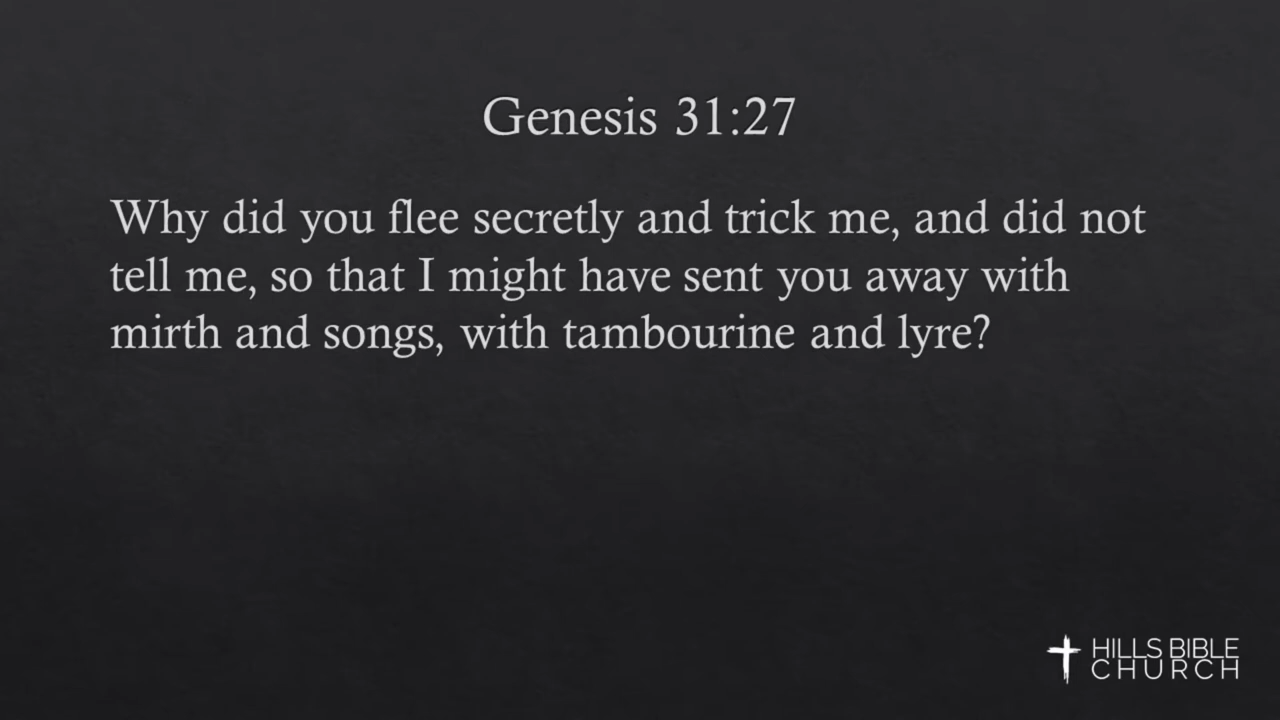 Genesis 31:27
Why did you flee secretly and trick me, and did not
tell me, so that I might have sent you away with
mirth and songs, with tambourine and lyre?
HILLS BIBLE
CHURCH